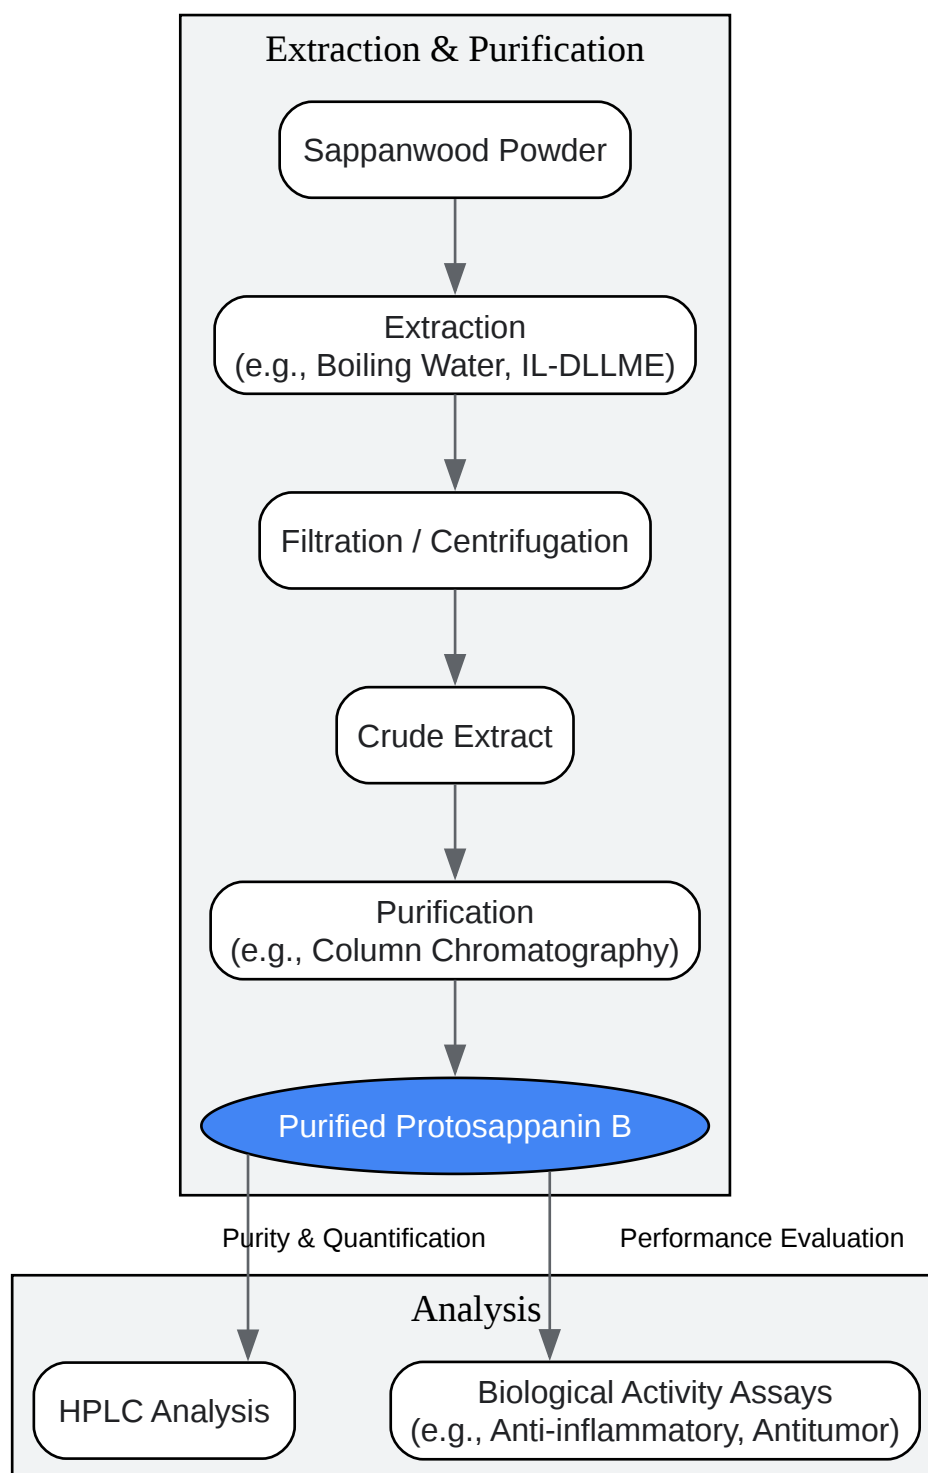 Extraction & Purification
Sappanwood Powder
Extraction
(e.g., Boiling Water, IL-DLLME)
Filtration / Centrifugation
Crude Extract
Purification
(e.g., Column Chromatography)
Purified Protosappanin B
Purity & Quantification
Performance Evaluation
Analysis
HPLC Analysis
Biological Activity Assays
(e.g., Anti-inflammatory, Antitumor)